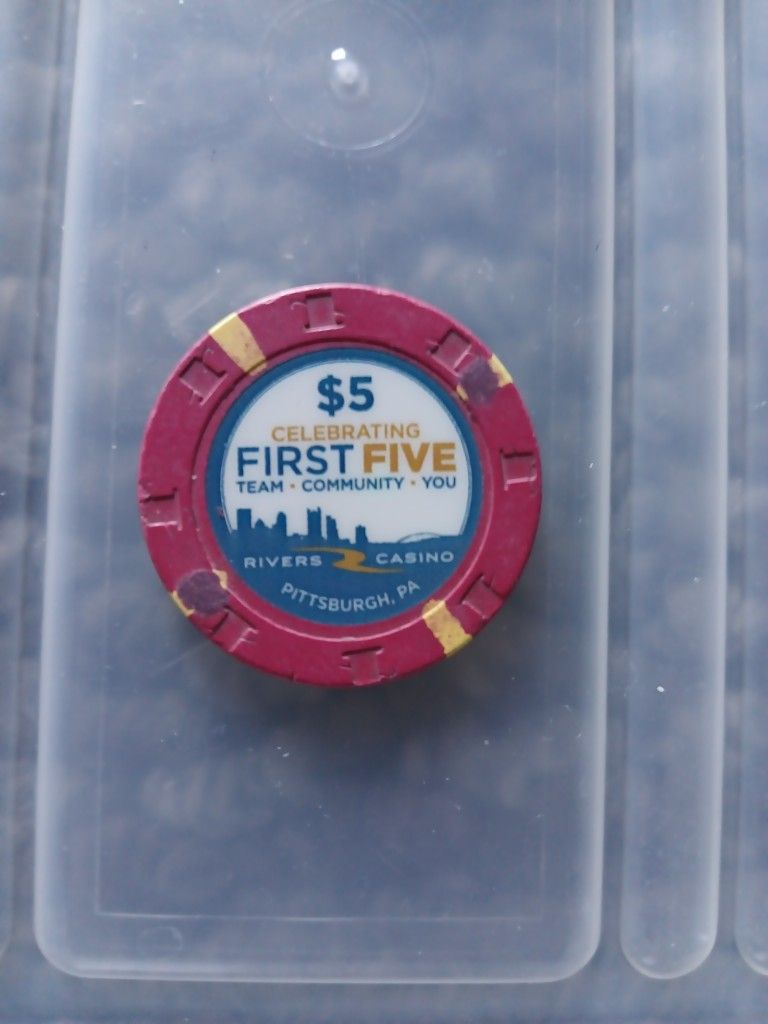 $5
CELEBRATING
FIRST FIVE
TEAM • COMMUNITY • YOU
RIVERS CASINO
PITTSBURGH, PA